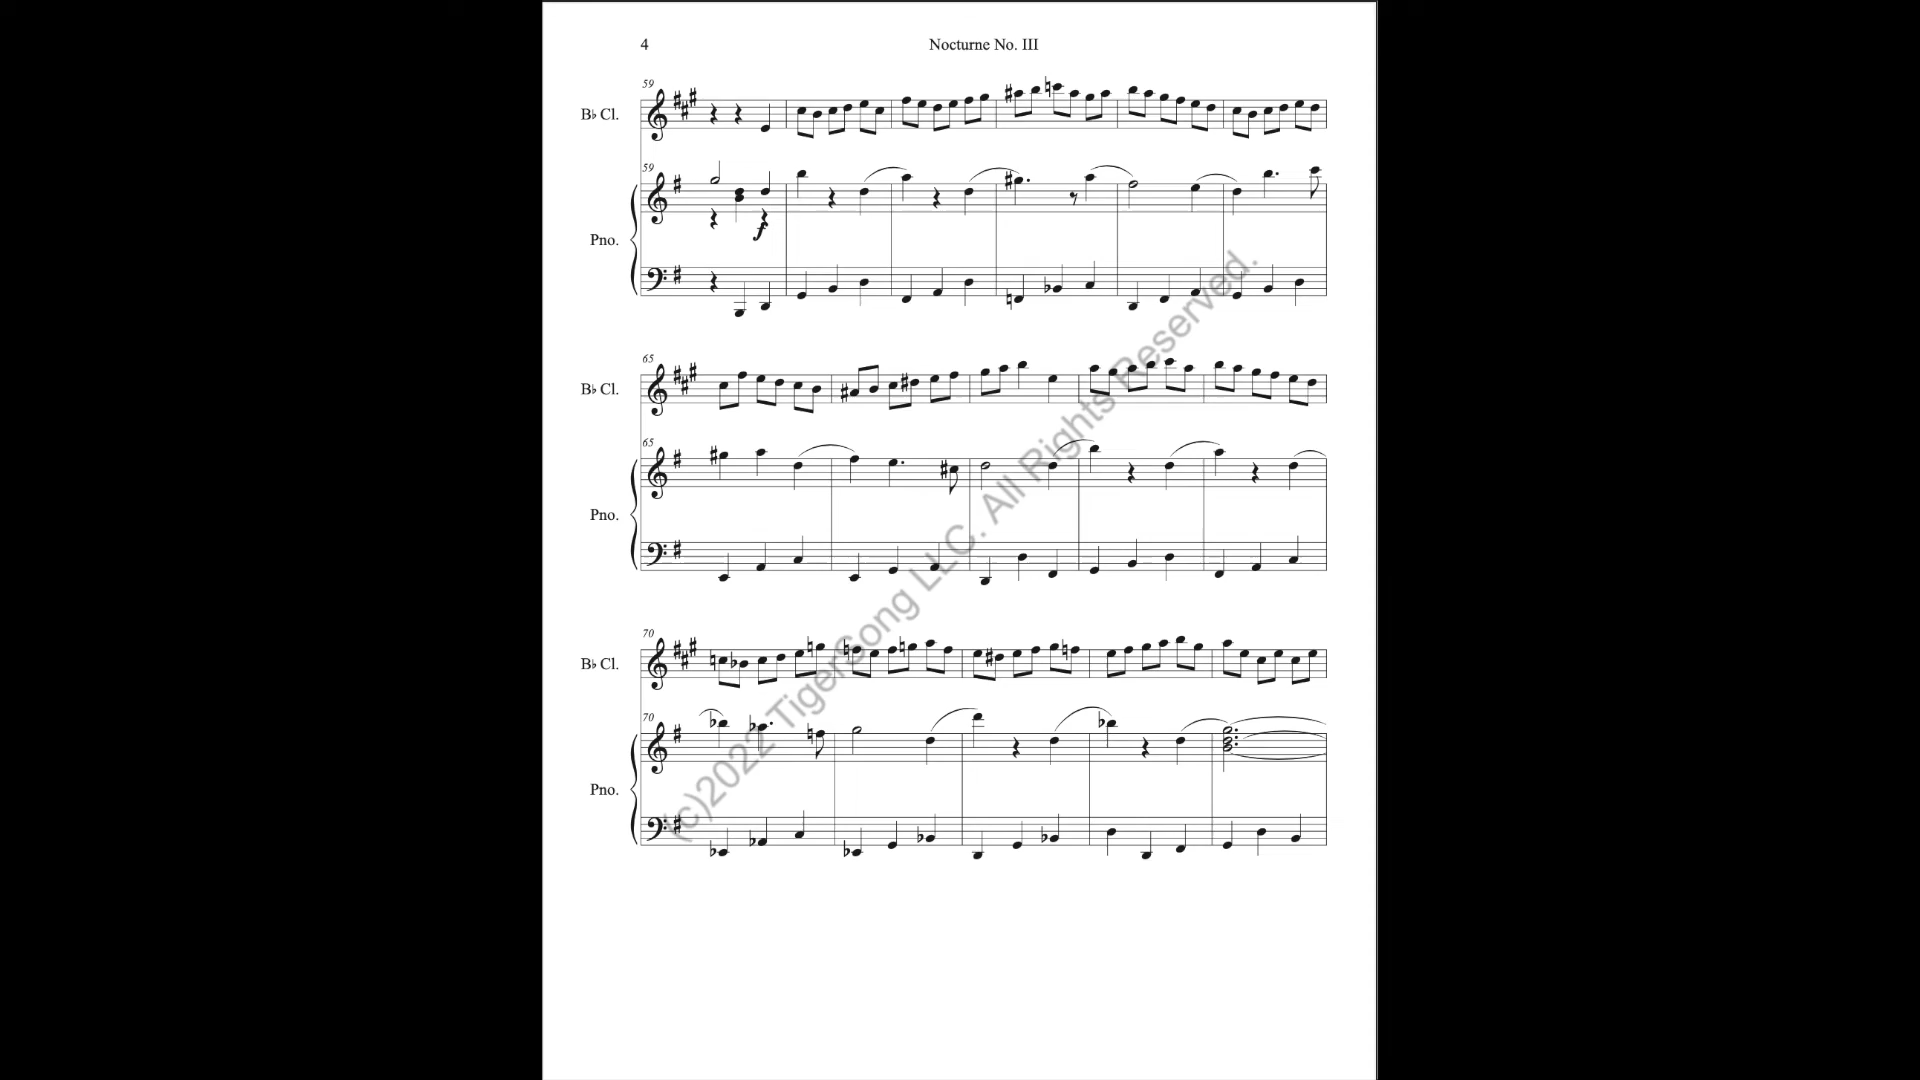 4
Nocturne No. III
59
B♭ Cl.
59
f
Pno.
65
B♭ Cl.
65
Pno.
70
B♭ Cl.
70
Pno.
(c)2022 TigerSong LLC. All Rights Reserved.